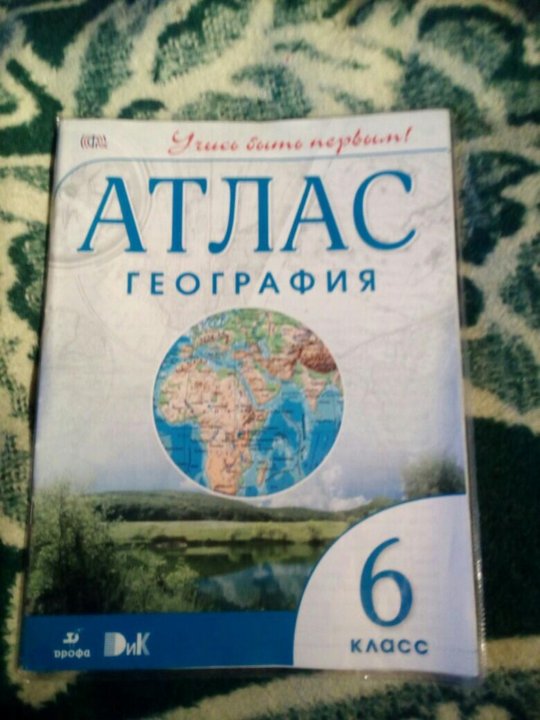 Учись быть первым!
АТЛАС
ГЕОГРАФИЯ
6
КЛАСС
дрофа ДиК